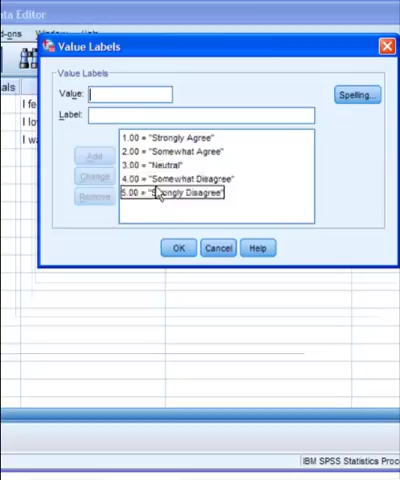 ata Editor
d-ons Window Help
Value Labels
Value Labels
Value:
Spelling...
Label:
als
I fe
I lo
I wa
1.00 = "Strongly Agree"
2.00 = "Somewhat Agree"
3.00 = "Neutral"
4.00 = "Somewhat Disagree"
5.00 = "Strongly Disagree"
Add
Change
Remove
OK
Cancel
Help
IBM SPSS Statistics Proc